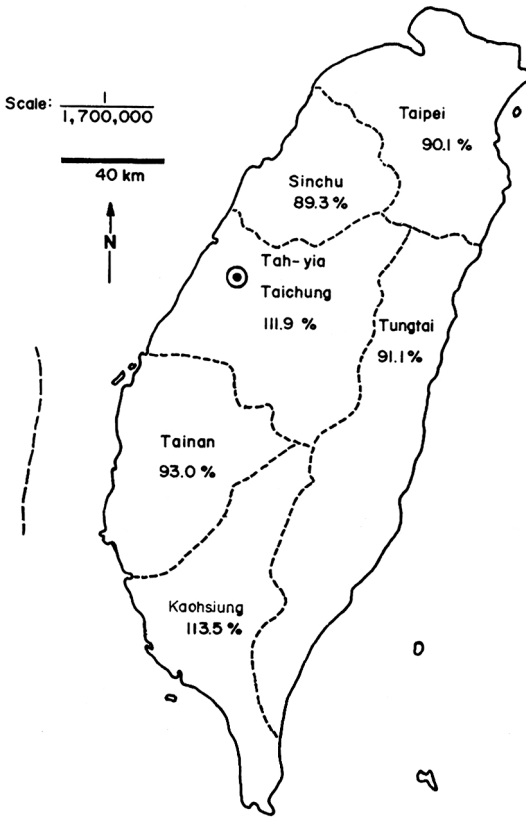 Scale: 1
1,700,000
40 km
N
Taipei
90.1 %
Sinchu
89.3 %
Tah-yia
Taichung
111.9 %
Tungtai
91.1 %
Tainan
93.0 %
Kaohsiung
113.5 %